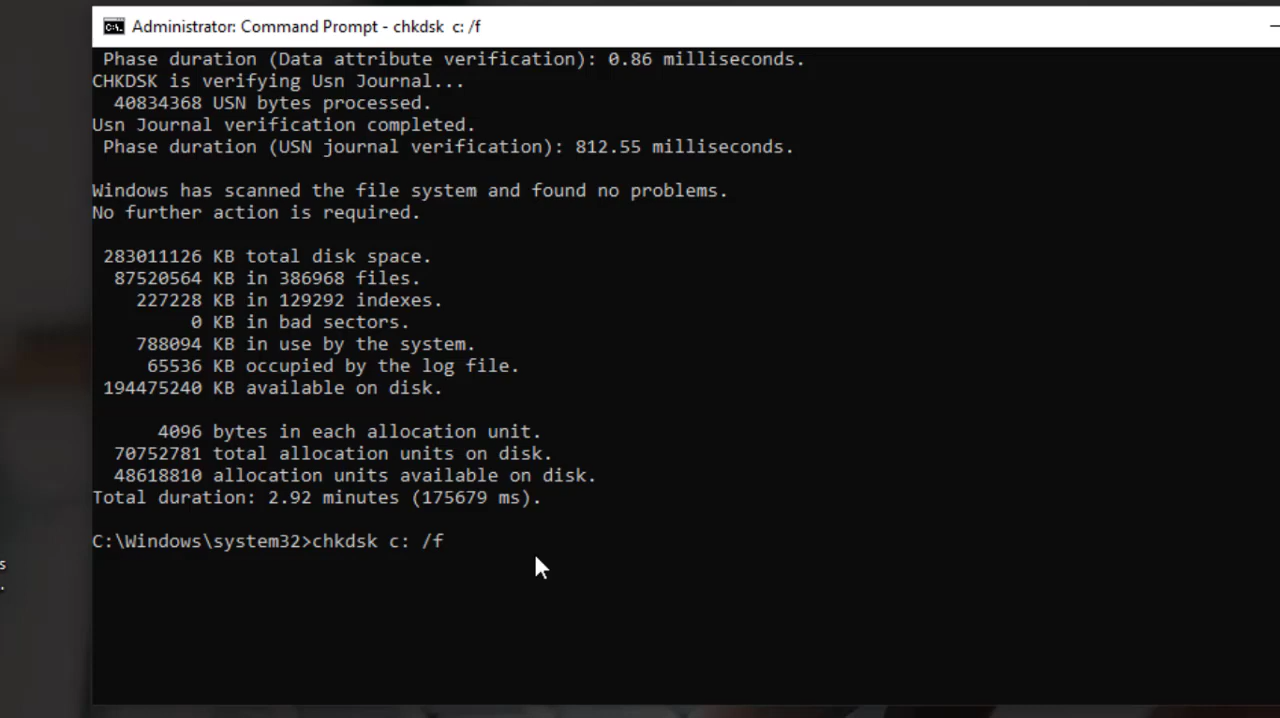 Administrator: Command Prompt - chkdsk  c: /f
Phase duration (Data attribute verification): 0.86 milliseconds.
CHKDSK is verifying Usn Journal...
40834368 USN bytes processed.
Usn Journal verification completed.
Phase duration (USN journal verification): 812.55 milliseconds.
Windows has scanned the file system and found no problems.
No further action is required.
283011126 KB total disk space.
87520564 KB in 386968 files.
227228 KB in 129292 indexes.
0 KB in bad sectors.
788094 KB in use by the system.
65536 KB occupied by the log file.
194475240 KB available on disk.
4096 bytes in each allocation unit.
70752781 total allocation units on disk.
48618810 allocation units available on disk.
Total duration: 2.92 minutes (175679 ms).
C:\Windows\system32>chkdsk c: /f